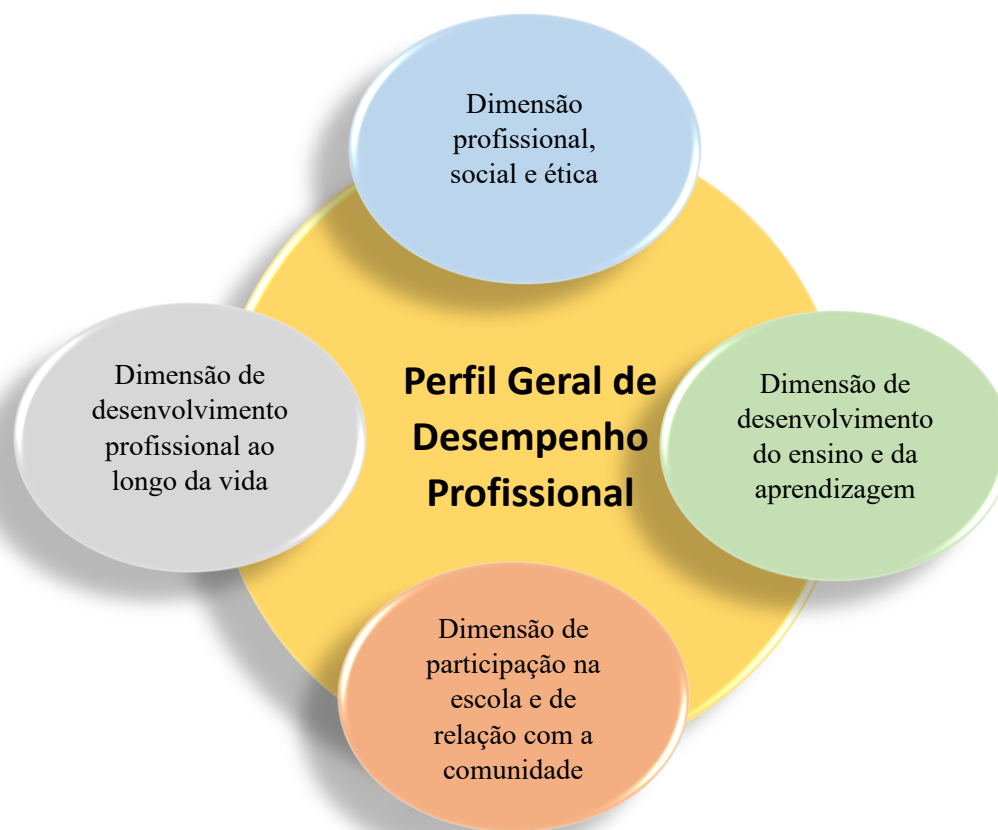 Dimensão
profissional,
social e ética
Dimensão de
desenvolvimento
profissional ao
longo da vida
Perfil Geral de
Desempenho
Profissional
Dimensão de
desenvolvimento
do ensino e da
aprendizagem
Dimensão de
participação na
escola e de
relação com a
comunidade